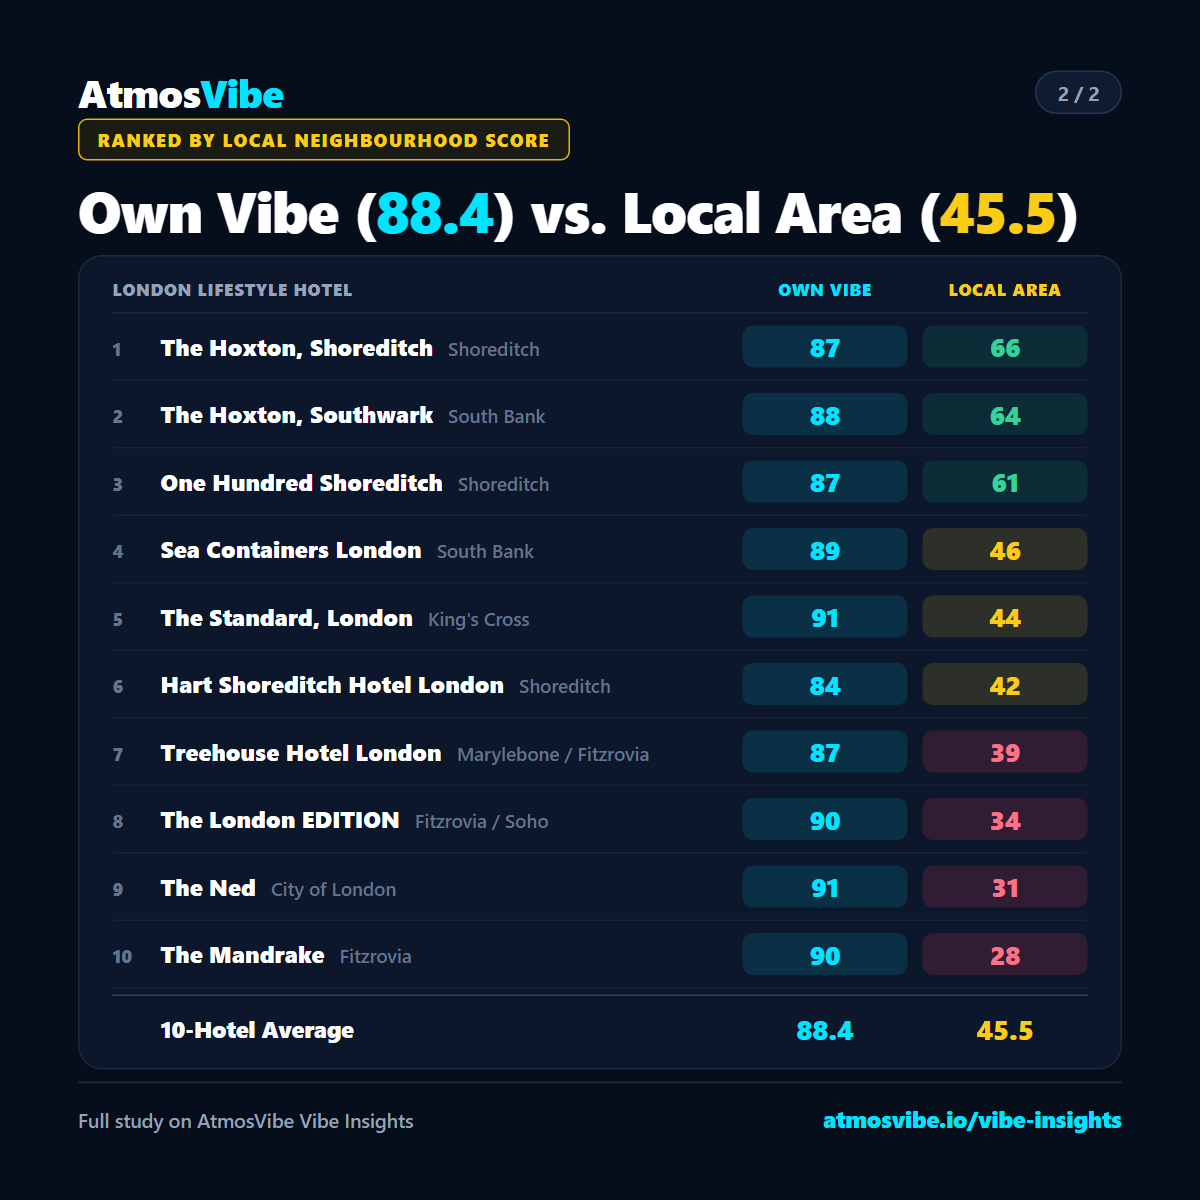 AtmosVibe
2 / 2
RANKED BY LOCAL NEIGHBOURHOOD SCORE
Own Vibe (88.4) vs. Local Area (45.5)
LONDON LIFESTYLE HOTEL OWN VIBE LOCAL AREA
1 The Hoxton, Shoreditch Shoreditch 87 66
2 The Hoxton, Southwark South Bank 88 64
3 One Hundred Shoreditch Shoreditch 87 61
4 Sea Containers London South Bank 89 46
5 The Standard, London King's Cross 91 44
6 Hart Shoreditch Hotel London Shoreditch 84 42
7 Treehouse Hotel London Marylebone / Fitzrovia 87 39
8 The London EDITION Fitzrovia / Soho 90 34
9 The Ned City of London 91 31
10 The Mandrake Fitzrovia 90 28
10-Hotel Average 88.4 45.5
Full study on AtmosVibe Vibe Insights atmosvibe.io/vibe-insights